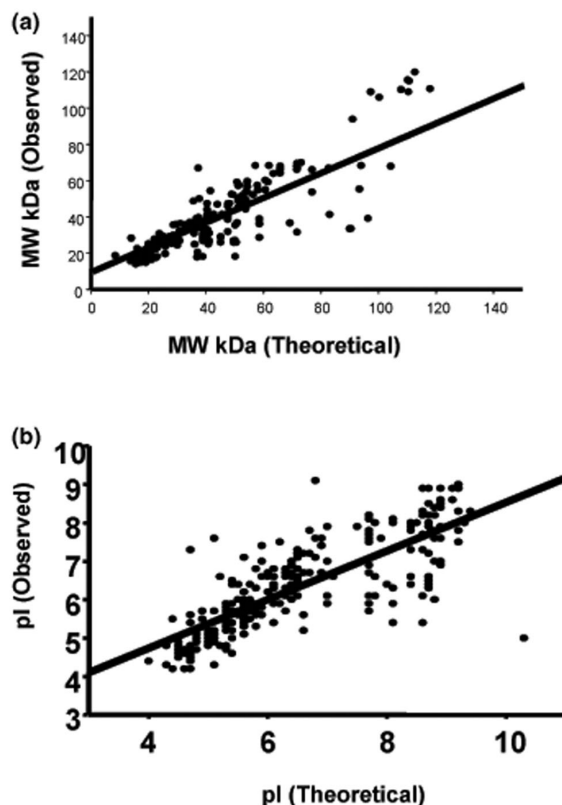 (a)
MW kDa (Observed)
140
120
100
80
60
40
20
0
0 20 40 60 80 100 120 140
MW kDa (Theoretical)
(b)
pI (Observed)
10
9
8
7
6
5
4
3
4 6 8 10
pI (Theoretical)